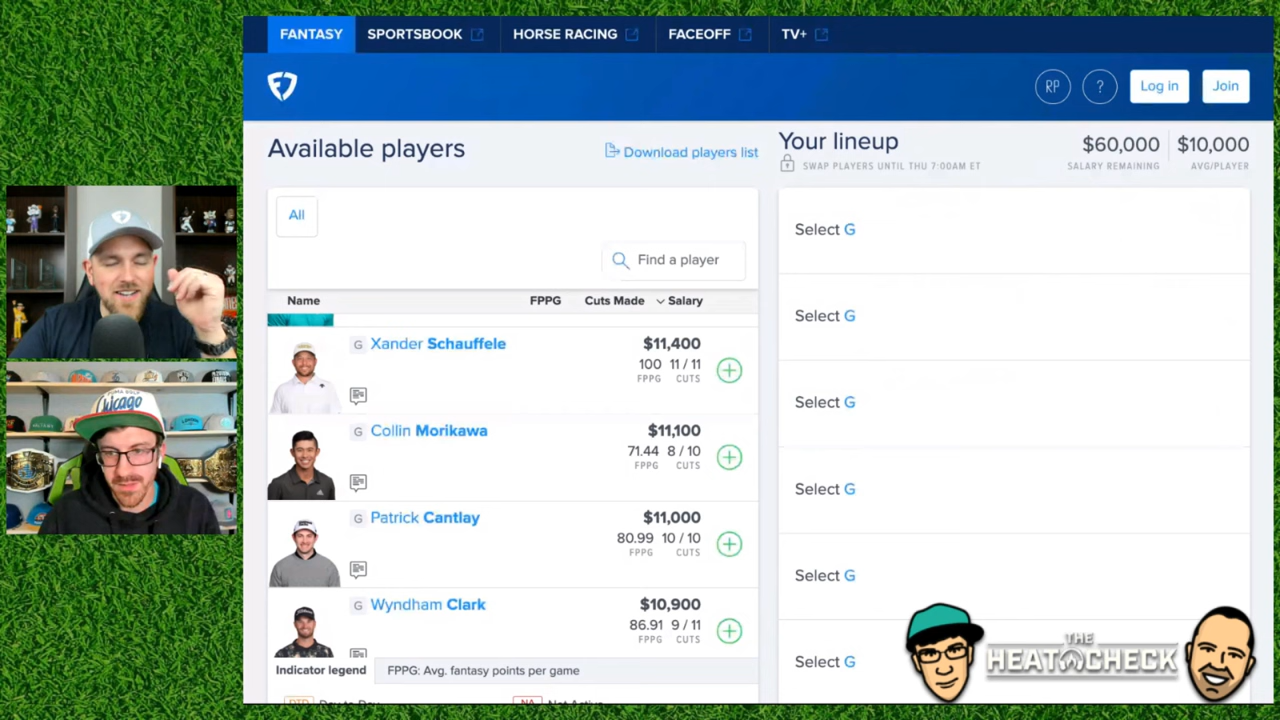 FANTASY SPORTSBOOK HORSE RACING FACEOFF TV+
RP ? Log in Join
Available players
Download players list
All
Find a player
Name FPPG Cuts Made Salary
G Xander Schauffele $11,400
100 11 / 11
FPPG CUTS
G Collin Morikawa $11,100
71.44 8 / 10
FPPG CUTS
G Patrick Cantlay $11,000
80.99 10 / 10
FPPG CUTS
G Wyndham Clark $10,900
86.91 9 / 11
FPPG CUTS
Indicator legend FPPG: Avg. fantasy points per game
Your lineup
SWAP PLAYERS UNTIL THU 7:00AM ET
$60,000 $10,000
SALARY REMAINING AVG/PLAYER
Select G
Select G
Select G
Select G
Select G
Select G
THE
HEAT CHECK
Chicago